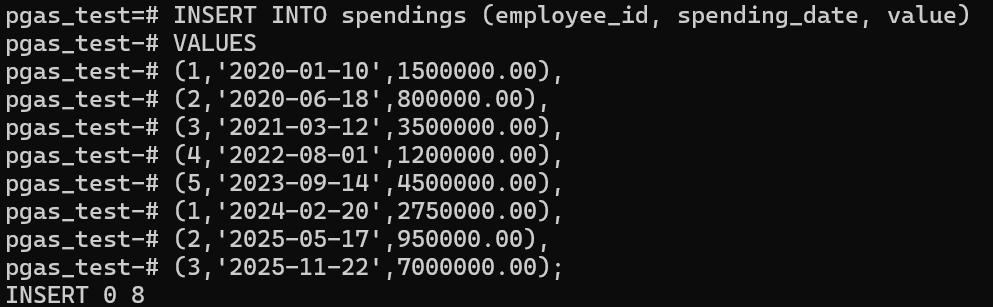 pgas_test=# INSERT INTO spendings (employee_id, spending_date, value)
pgas_test-# VALUES
pgas_test-# (1,'2020-01-10',1500000.00),
pgas_test-# (2,'2020-06-18',800000.00),
pgas_test-# (3,'2021-03-12',3500000.00),
pgas_test-# (4,'2022-08-01',1200000.00),
pgas_test-# (5,'2023-09-14',4500000.00),
pgas_test-# (1,'2024-02-20',2750000.00),
pgas_test-# (2,'2025-05-17',950000.00),
pgas_test-# (3,'2025-11-22',7000000.00);
INSERT 0 8